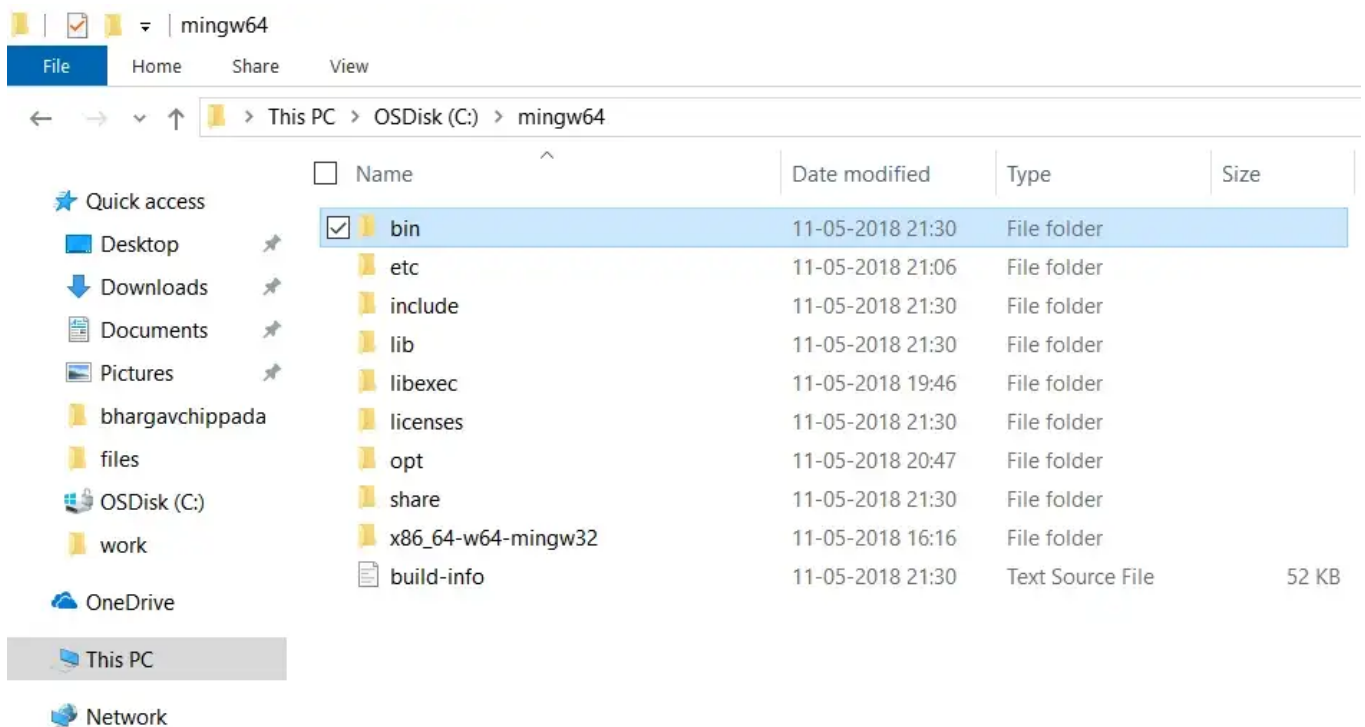 mingw64
File Home Share View
This PC > OSDisk (C:) > mingw64
Name Date modified Type Size
Quick access
Desktop
Downloads
Documents
Pictures
bhargavchippada
files
OSDisk (C:)
work
OneDrive
This PC
Network
bin 11-05-2018 21:30 File folder
etc 11-05-2018 21:06 File folder
include 11-05-2018 21:30 File folder
lib 11-05-2018 21:30 File folder
libexec 11-05-2018 19:46 File folder
licenses 11-05-2018 21:30 File folder
opt 11-05-2018 20:47 File folder
share 11-05-2018 21:30 File folder
x86_64-w64-mingw32 11-05-2018 16:16 File folder
build-info 11-05-2018 21:30 Text Source File 52 KB